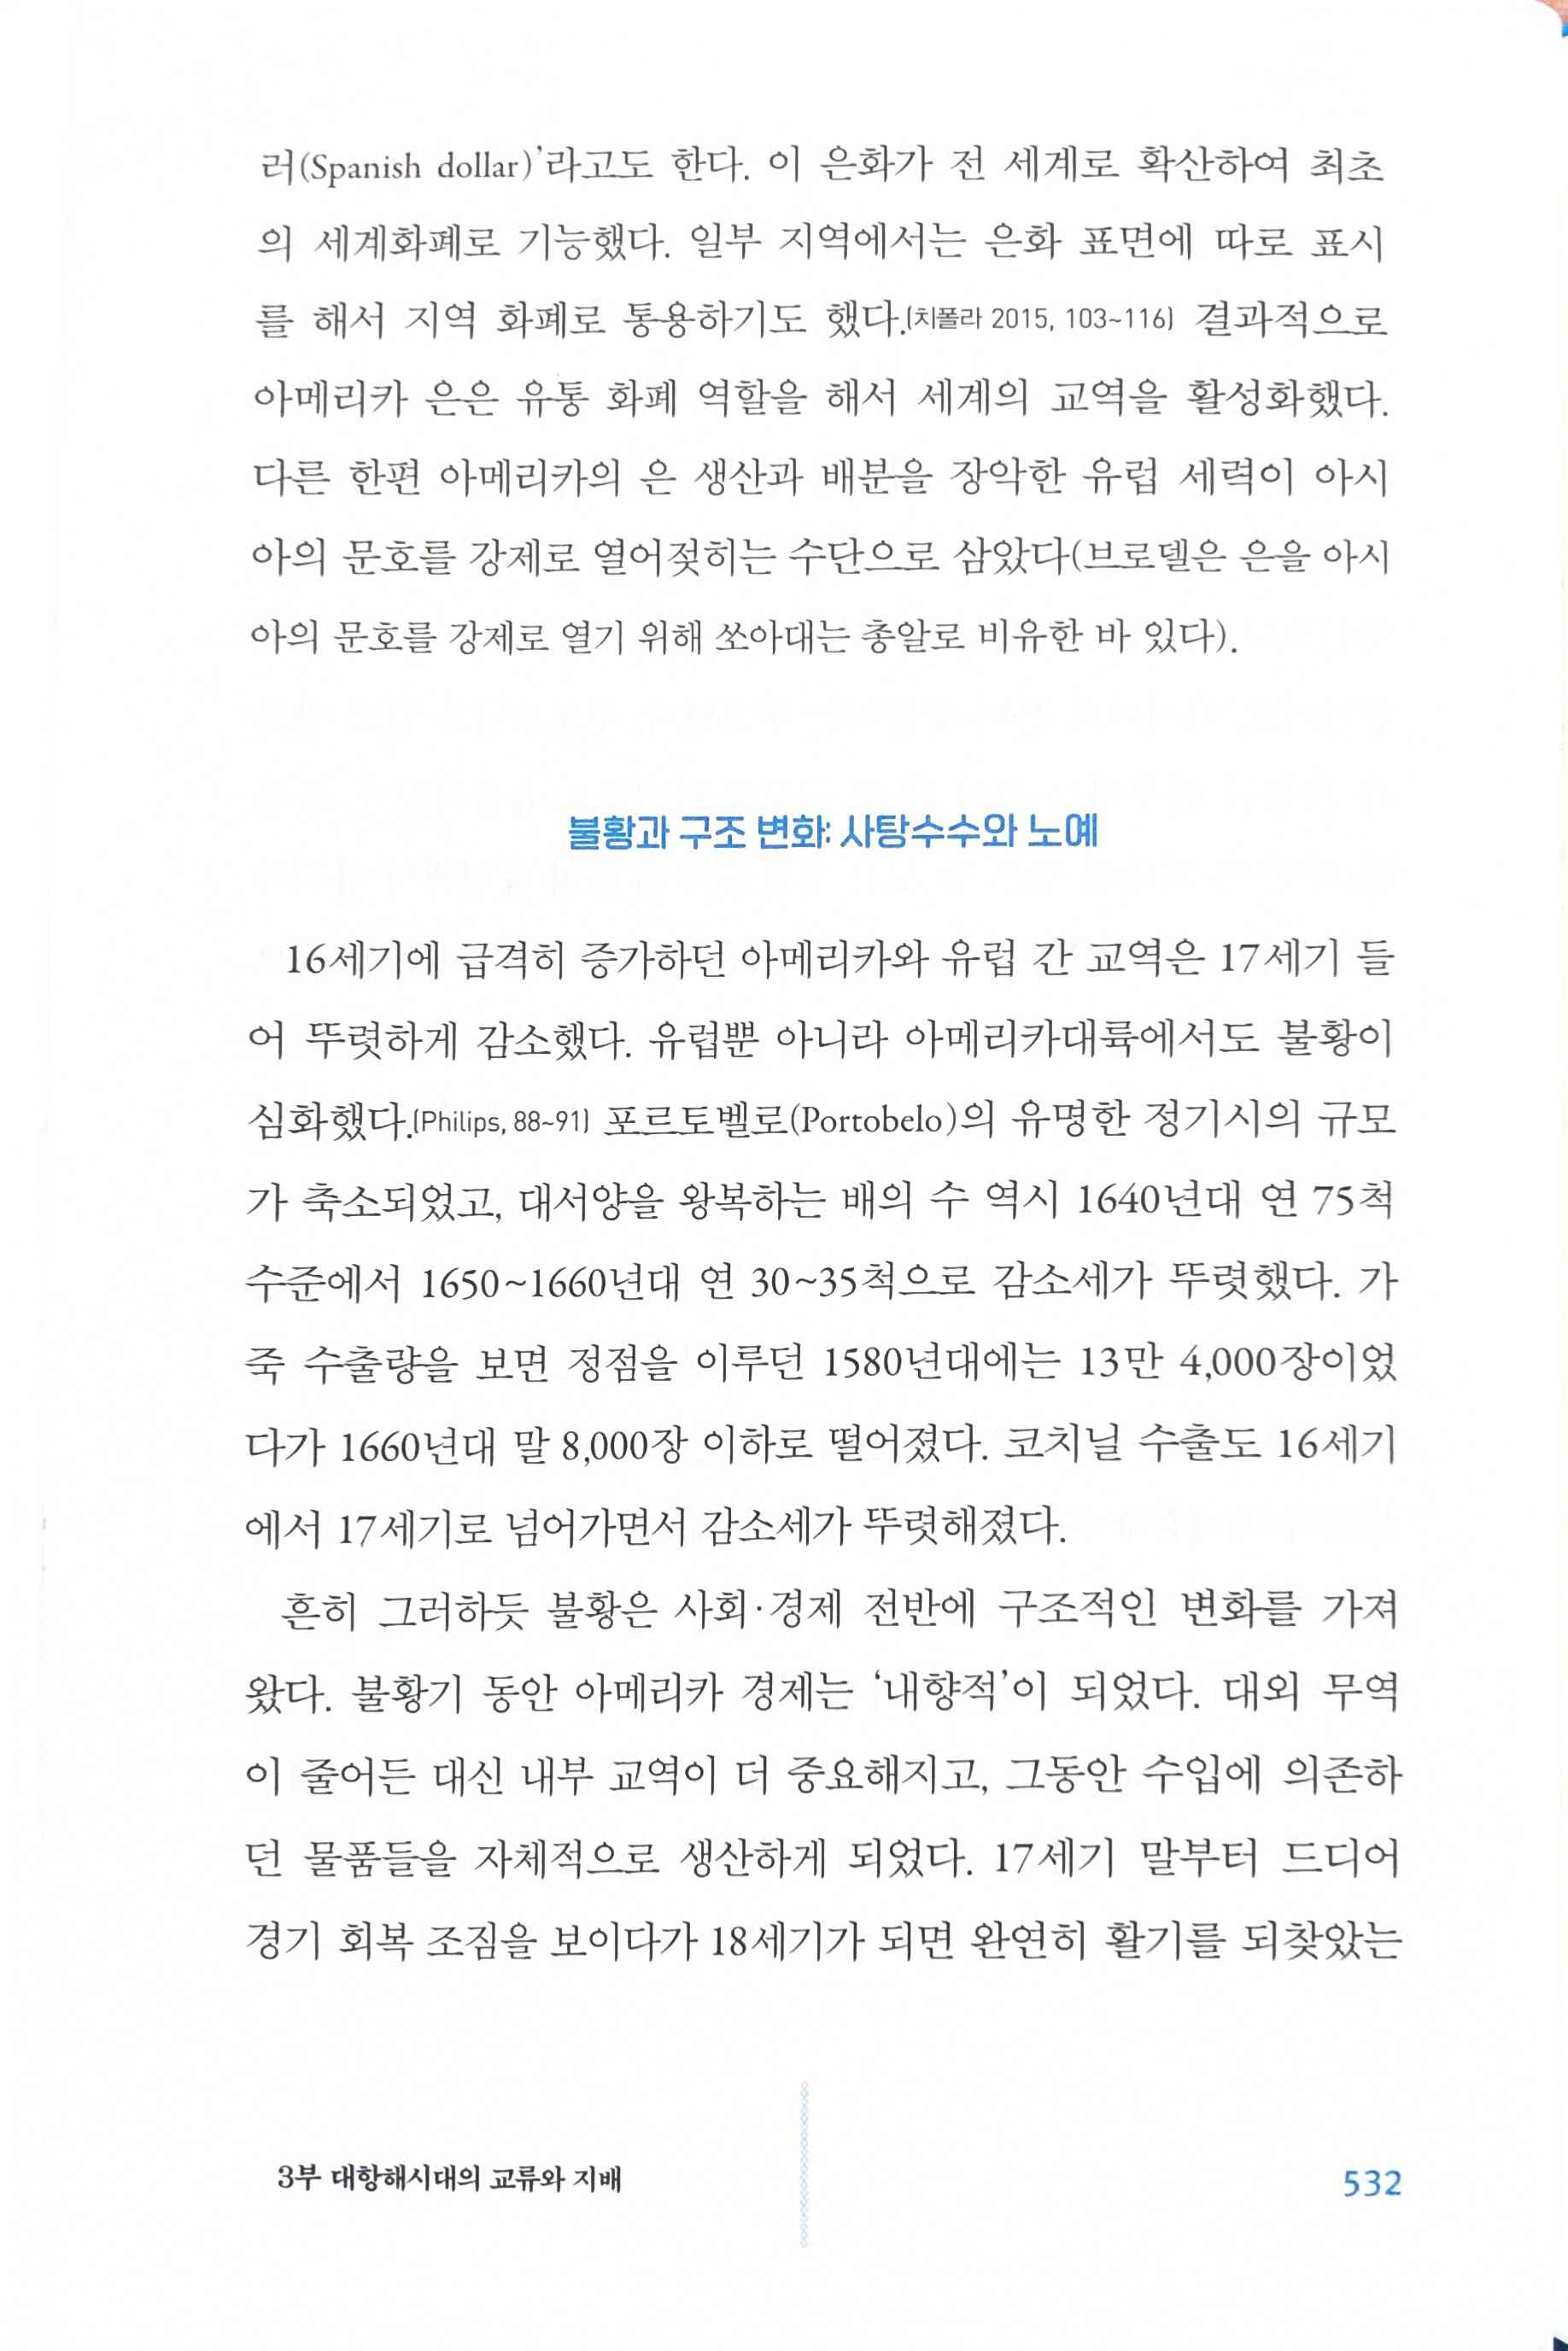 러(Spanish dollar)’라고도 한다. 이 은화가 전 세계로 확산하여 최초
의 세계화폐로 기능했다. 일부 지역에서는 은화 표면에 따로 표시
를 해서 지역 화폐로 통용하기도 했다.(치폴라 2015, 103~116) 결과적으로
아메리카 은은 유통 화폐 역할을 해서 세계의 교역을 활성화했다.
다른 한편 아메리카의 은 생산과 배분을 장악한 유럽 세력이 아시
아의 문호를 강제로 열어젖히는 수단으로 삼았다(브로델은 은을 아시
아의 문호를 강제로 열기 위해 쏘아대는 총알로 비유한 바 있다).
불황과 구조 변화: 사탕수수와 노예
16세기에 급격히 증가하던 아메리카와 유럽 간 교역은 17세기 들
어 뚜렷하게 감소했다. 유럽뿐 아니라 아메리카대륙에서도 불황이
심화했다.(Philips, 88~91) 포르토벨로(Portobelo)의 유명한 정기시의 규모
가 축소되었고, 대서양을 왕복하는 배의 수 역시 1640년대 연 75척
수준에서 1650~1660년대 연 30~35척으로 감소세가 뚜렷했다. 가
죽 수출량을 보면 정점을 이루던 1580년대에는 13만 4,000장이었
다가 1660년대 말 8,000장 이하로 떨어졌다. 코치닐 수출도 16세기
에서 17세기로 넘어가면서 감소세가 뚜렷해졌다.
흔히 그러하듯 불황은 사회·경제 전반에 구조적인 변화를 가져
왔다. 불황기 동안 아메리카 경제는 ‘내향적’이 되었다. 대외 무역
이 줄어든 대신 내부 교역이 더 중요해지고, 그동안 수입에 의존하
던 물품들을 자체적으로 생산하게 되었다. 17세기 말부터 드디어
경기 회복 조짐을 보이다가 18세기가 되면 완연히 활기를 되찾았는
3부 대항해시대의 교류와 지배
532